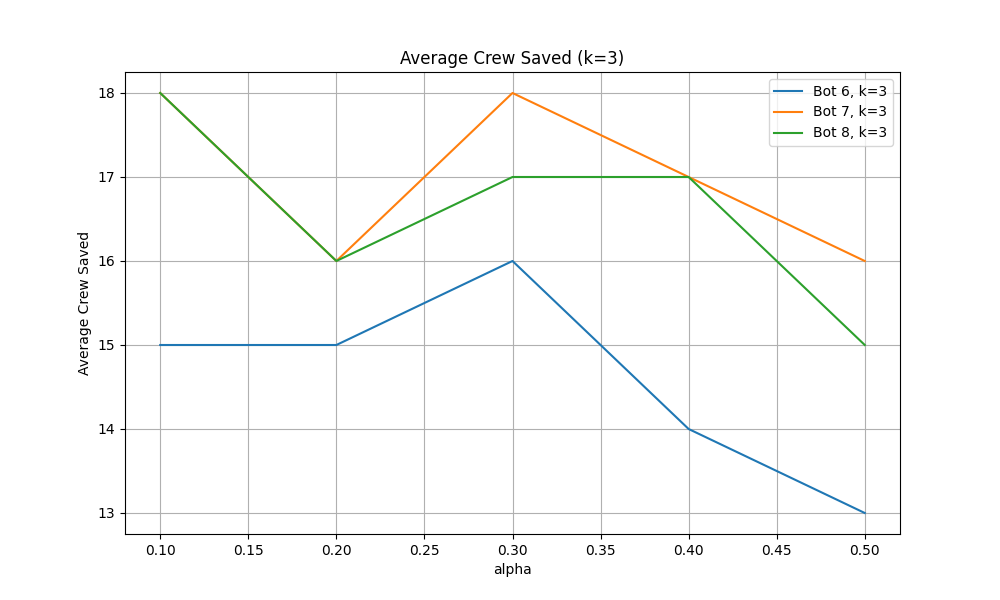 Average Crew Saved (k=3)
Bot 6, k=3
Bot 7, k=3
Bot 8, k=3
Average Crew Saved
18
17
16
15
14
13
0.10 0.15 0.20 0.25 0.30 0.35 0.40 0.45 0.50
alpha